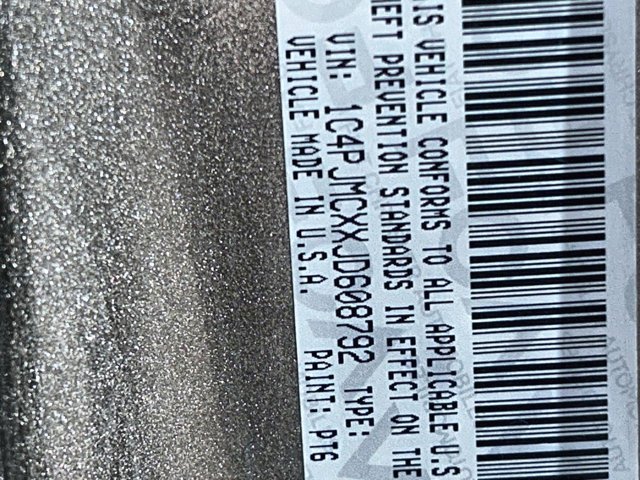 IS VEHICLE CONFORMS TO ALL APPLICABLE U.S
EFT PREVENTION STANDARDS IN EFFECT ON THE
VIN: 1C4PJMCXXJD608792 TYPE:
VEHICLE MADE IN U.S.A. PAINT: PT6